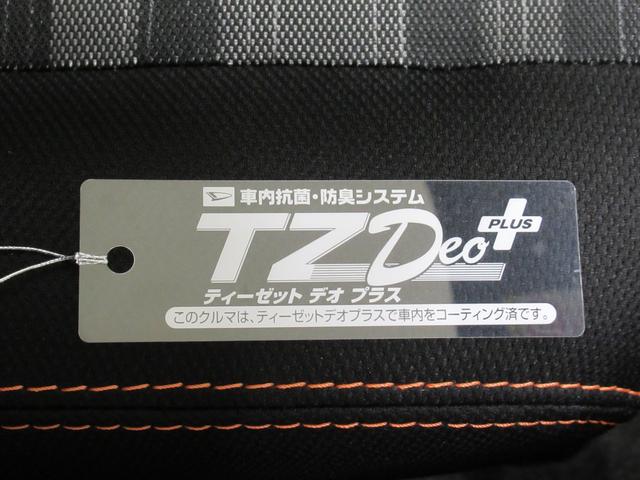 車内抗菌・防臭システム
TZDeo PLUS
ティーゼット デオ プラス
このクルマは、ティーゼットデオプラスで車内をコーティング済です。